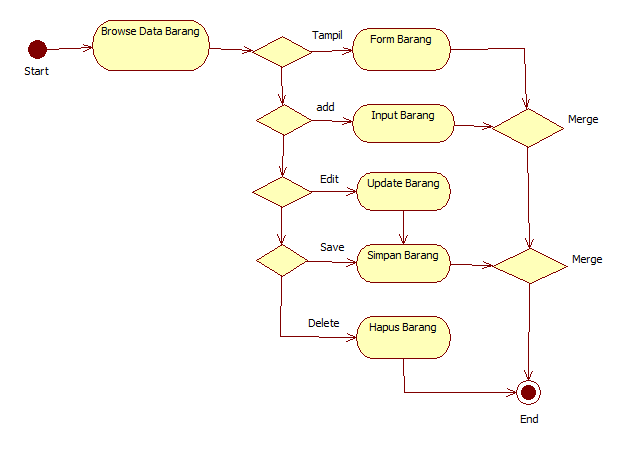 Browse Data Barang
Tampil
Form Barang
Start
add
Input Barang
Merge
Edit
Update Barang
Save
Simpan Barang
Merge
Delete
Hapus Barang
End